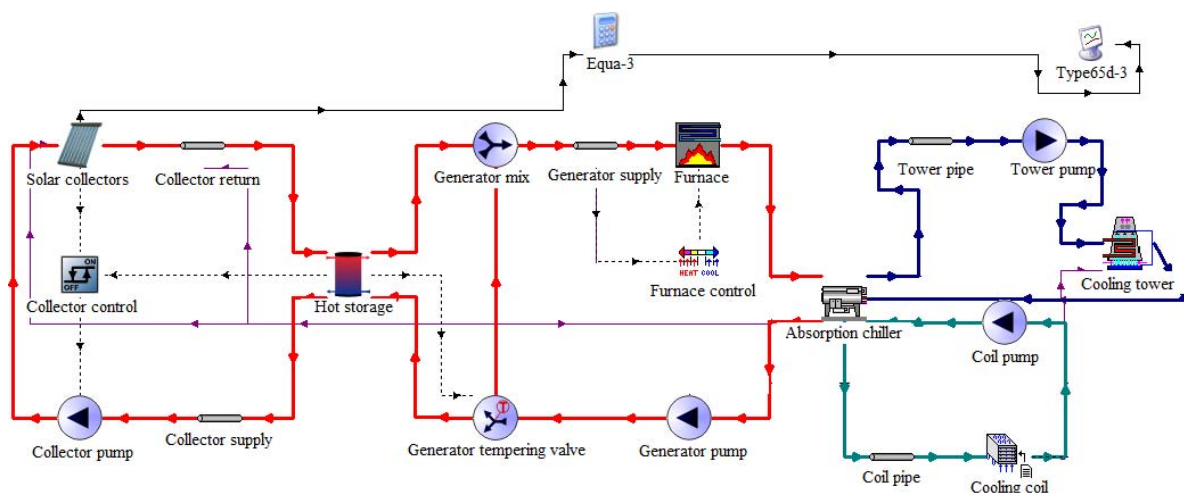 Equa-3
Type65d-3
Solar collectors
Collector return
Generator mix
Generator supply
Furnace
Tower pipe
Tower pump
ON
OFF
HEAT COOL
Collector control
Hot storage
Furnace control
Cooling tower
Absorption chiller
Coil pump
T
Collector pump
Collector supply
Generator tempering valve
Generator pump
Coil pipe
Cooling coil